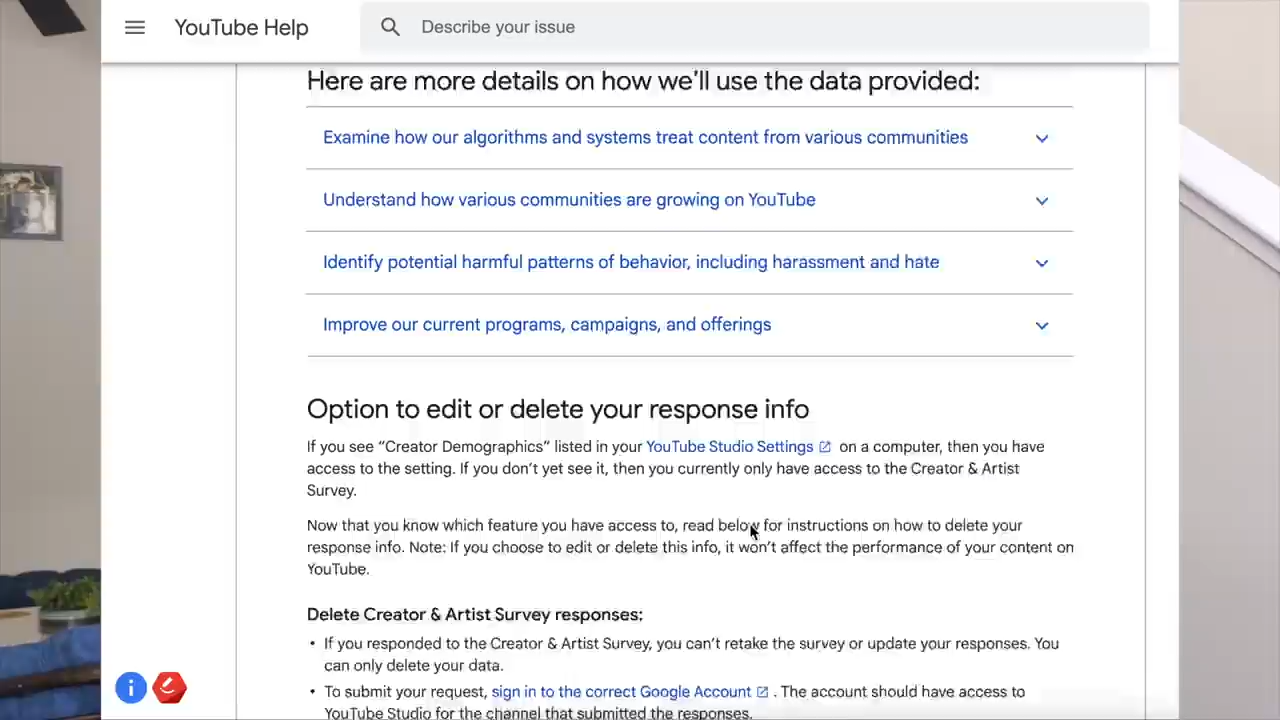 YouTube Help
Describe your issue
Here are more details on how we’ll use the data provided:
Examine how our algorithms and systems treat content from various communities
Understand how various communities are growing on YouTube
Identify potential harmful patterns of behavior, including harassment and hate
Improve our current programs, campaigns, and offerings
Option to edit or delete your response info
If you see “Creator Demographics” listed in your YouTube Studio Settings on a computer, then you have
access to the setting. If you don’t yet see it, then you currently only have access to the Creator & Artist
Survey.
Now that you know which feature you have access to, read below for instructions on how to delete your
response info. Note: If you choose to edit or delete this info, it won’t affect the performance of your content on
YouTube.
Delete Creator & Artist Survey responses:
• If you responded to the Creator & Artist Survey, you can’t retake the survey or update your responses. You
can only delete your data.
• To submit your request, sign in to the correct Google Account . The account should have access to
YouTube Studio for the channel that submitted the responses.